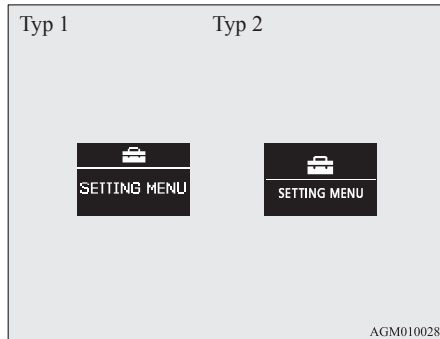 Typ 1
Typ 2
SETTING MENU
SETTING MENU
AGM010028